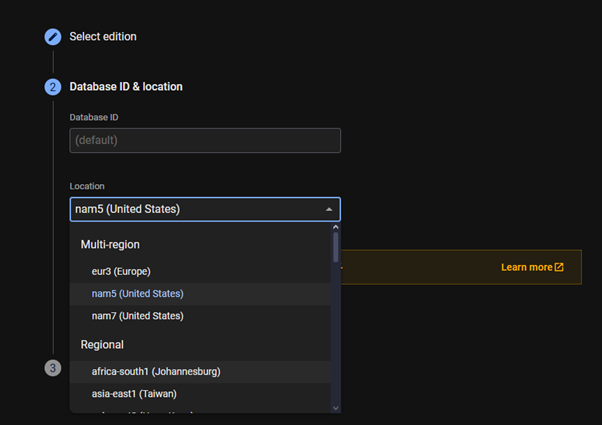 Select edition
2
Database ID & location
Database ID
(default)
Location
nam5 (United States)
Multi-region
eur3 (Europe)
Learn more
nam5 (United States)
nam7 (United States)
Regional
3
africa-south1 (Johannesburg)
asia-east1 (Taiwan)